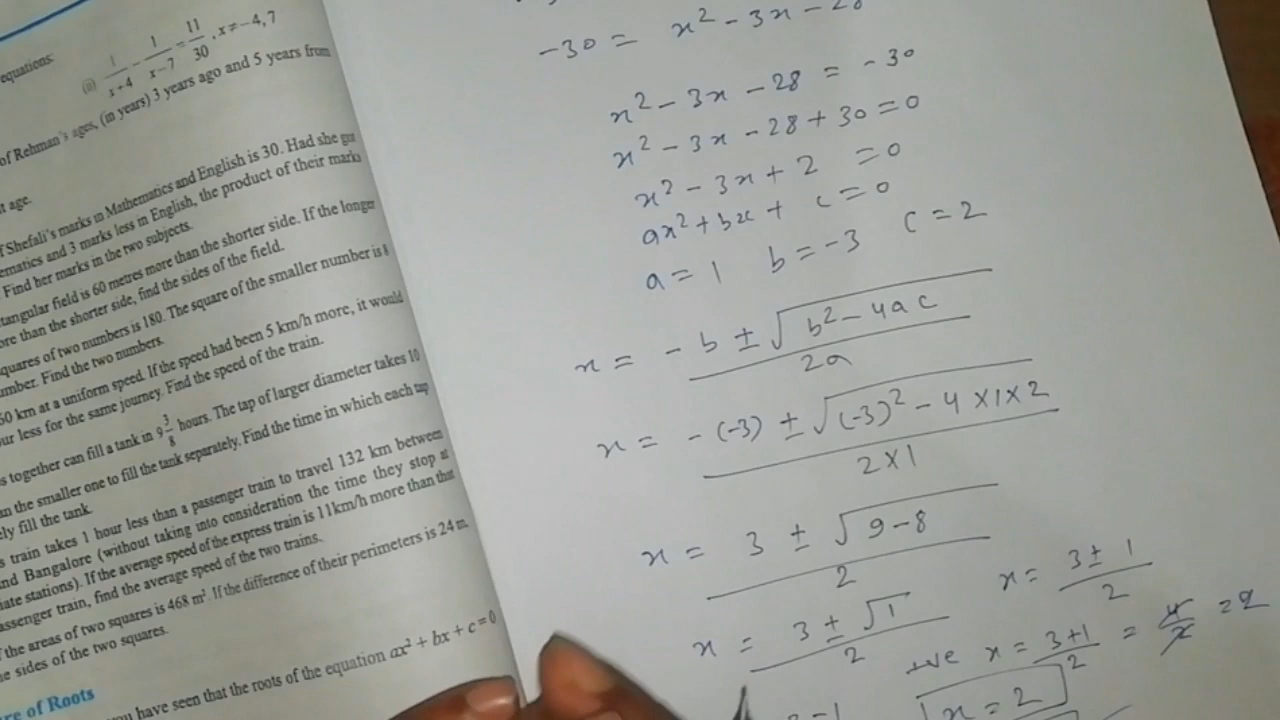 equations:
(ii) 1/x+4 − 1/x−7 = 11/30, x ≠ −4, 7
of Rehman's ages, (in years) 3 years ago and 5 years from
t age.
f Shefali's marks in Mathematics and English is 30. Had she got
ematics and 3 marks less in English, the product of their marks
Find her marks in the two subjects.
tangular field is 60 metres more than the shorter side. If the longer
ore than the shorter side, find the sides of the field.
quares of two numbers is 180. The square of the smaller number is 8
umber. Find the two numbers.
60 km at a uniform speed. If the speed had been 5 km/h more, it would
ur less for the same journey. Find the speed of the train.
s together can fill a tank in 9 3/8 hours. The tap of larger diameter takes 10
an the smaller one to fill the tank separately. Find the time in which each tap
ely fill the tank.
s train takes 1 hour less than a passenger train to travel 132 km between
nd Bangalore (without taking into consideration the time they stop at
iate stations). If the average speed of the express train is 11km/h more than that
assenger train, find the average speed of the two trains.
the areas of two squares is 468 m². If the difference of their perimeters is 24 m,
e sides of the two squares.
re of Roots
you have seen that the roots of the equation ax² + bx + c = 0
−30 = x² − 3x − 28
x² − 3x − 28 = −30
x² − 3x − 28 + 30 = 0
x² − 3x + 2 = 0
ax² + bx + c = 0
a = 1 b = −3 c = 2
x = −b ± √b² − 4ac / 2a
x = −(−3) ± √(−3)² − 4×1×2 / 2×1
x = 3 ± √9−8 / 2
x = 3 ± √1 / 2
x = 3 ± 1 / 2
+ve x = 3+1 / 2 = 4/2 = 2
x = 2